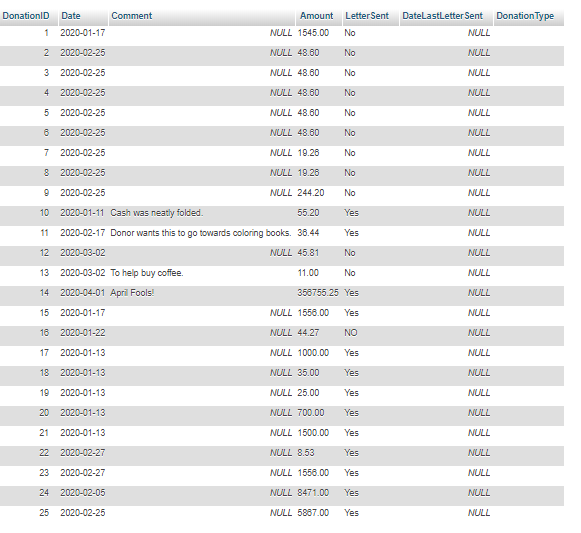 DonationID Date Comment Amount LetterSent DateLastLetterSent DonationType
1 2020-01-17 NULL 1545.00 No NULL
2 2020-02-25 NULL 48.60 No NULL
3 2020-02-25 NULL 48.60 No NULL
4 2020-02-25 NULL 48.60 No NULL
5 2020-02-25 NULL 48.60 No NULL
6 2020-02-25 NULL 48.60 No NULL
7 2020-02-25 NULL 19.26 No NULL
8 2020-02-25 NULL 19.26 No NULL
9 2020-02-25 NULL 244.20 No NULL
10 2020-01-11 Cash was neatly folded. 55.20 Yes NULL
11 2020-02-17 Donor wants this to go towards coloring books. 36.44 Yes NULL
12 2020-03-02 NULL 45.81 No NULL
13 2020-03-02 To help buy coffee. 11.00 No NULL
14 2020-04-01 April Fools! 356755.25 Yes NULL
15 2020-01-17 NULL 1556.00 Yes NULL
16 2020-01-22 NULL 44.27 NO NULL
17 2020-01-13 NULL 1000.00 Yes NULL
18 2020-01-13 NULL 35.00 Yes NULL
19 2020-01-13 NULL 25.00 Yes NULL
20 2020-01-13 NULL 700.00 Yes NULL
21 2020-01-13 NULL 1500.00 Yes NULL
22 2020-02-27 NULL 8.53 Yes NULL
23 2020-02-27 NULL 1556.00 Yes NULL
24 2020-02-05 NULL 8471.00 Yes NULL
25 2020-02-25 NULL 5867.00 Yes NULL